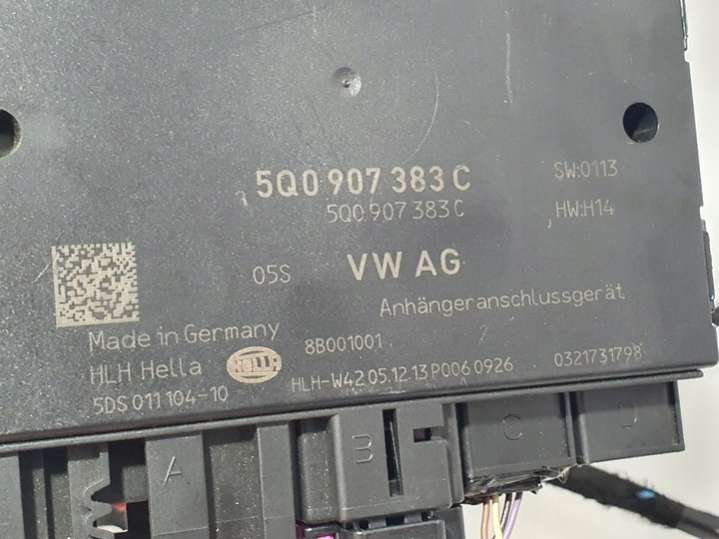 5Q0 907 383 C
SW:0113
5Q0 907 383 C
HW:H14
05S
VW AG
Anhängeranschlussgerät
Made in Germany
8B001001
HLH Hella
HELLA
HLH-W42 05.12.13 P006 0926
0321731798
5DS 011 104-10
A
B
C
D